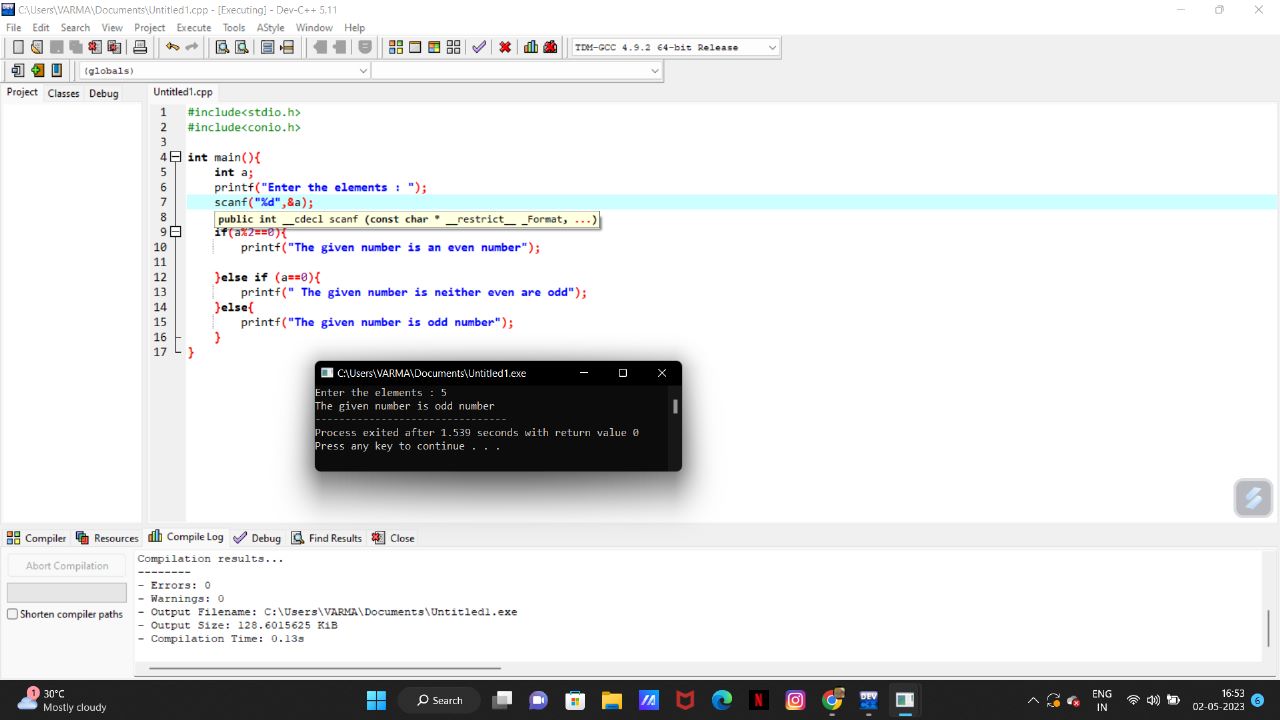 C:\Users\VARMA\Documents\Untitled1.cpp - [Executing] - Dev-C++ 5.11
File Edit Search View Project Execute Tools AStyle Window Help
TDM-GCC 4.9.2 64-bit Release
(globals)
Project Classes Debug
Untitled1.cpp
1 #include<stdio.h>
2 #include<conio.h>
3
4 int main(){
5 int a;
6 printf("Enter the elements : ");
7 scanf("%d",&a);
8 public int __cdecl scanf (const char * __restrict__ _Format, ...)
9 if(a%2==0){
10 printf("The given number is an even number");
11
12 }else if (a==0){
13 printf(" The given number is neither even are odd");
14 }else{
15 printf("The given number is odd number");
16 }
17 }
C:\Users\VARMA\Documents\Untitled1.exe
Enter the elements : 5
The given number is odd number
--------------------------------
Process exited after 1.539 seconds with return value 0
Press any key to continue . . .
Compiler Resources Compile Log Debug Find Results Close
Abort Compilation
Shorten compiler paths
Compilation results...
--------
- Errors: 0
- Warnings: 0
- Output Filename: C:\Users\VARMA\Documents\Untitled1.exe
- Output Size: 128.6015625 KiB
- Compilation Time: 0.13s
1
30°C
Mostly cloudy
Search
ENG
IN
16:53
02-05-2023
6